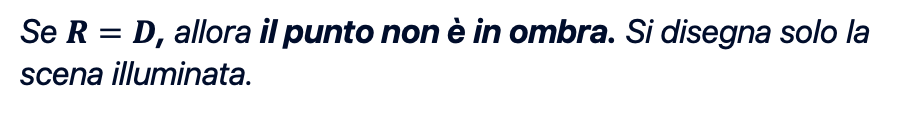 Se R = D, allora il punto non è in ombra. Si disegna solo la
scena illuminata.